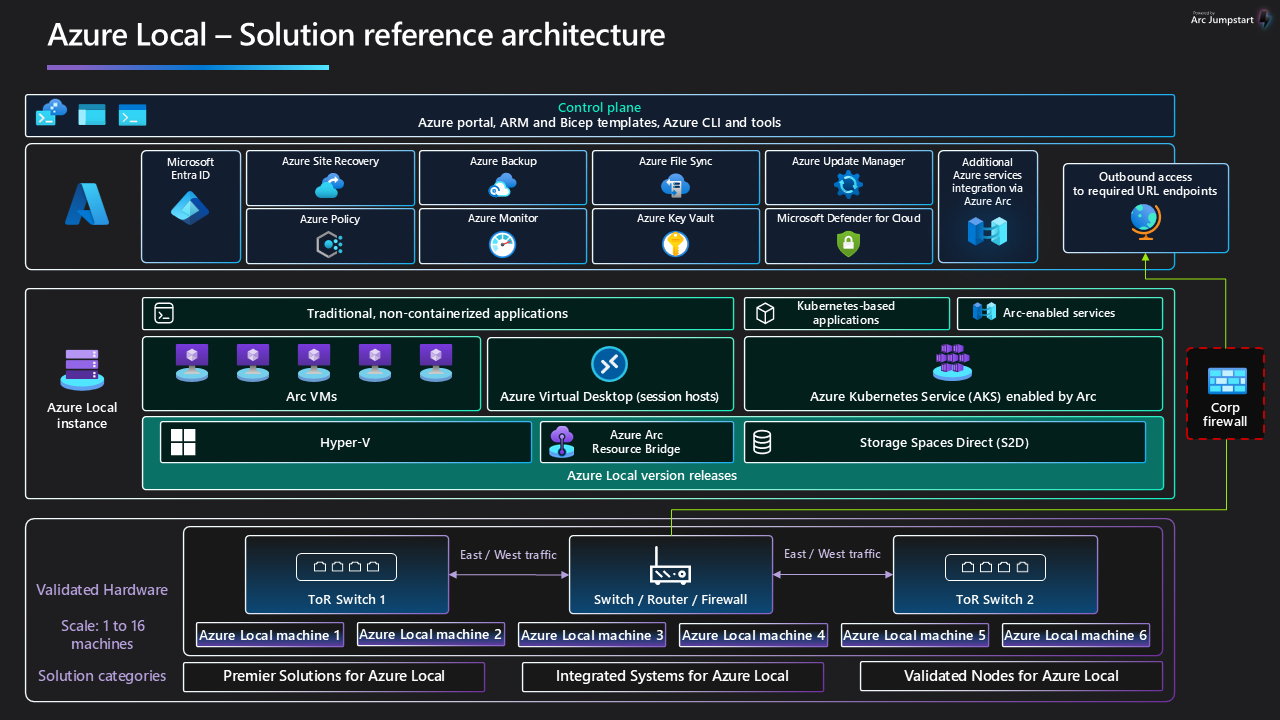 Azure Local – Solution reference architecture
Powered by
Arc Jumpstart
Control plane
Azure portal, ARM and Bicep templates, Azure CLI and tools
Microsoft
Entra ID
Azure Site Recovery
Azure Backup
Azure File Sync
Azure Update Manager
Additional
Azure services
integration via
Azure Arc
Azure Policy
Azure Monitor
Azure Key Vault
Microsoft Defender for Cloud
Outbound access
to required URL endpoints
Azure Local
instance
Traditional, non-containerized applications
Kubernetes-based
applications
Arc-enabled services
Arc VMs
Azure Virtual Desktop (session hosts)
Azure Kubernetes Service (AKS) enabled by Arc
Hyper-V
Azure Arc
Resource Bridge
Storage Spaces Direct (S2D)
Azure Local version releases
Corp
firewall
Validated Hardware
Scale: 1 to 16
machines
Solution categories
ToR Switch 1
East / West traffic
Switch / Router / Firewall
East / West traffic
ToR Switch 2
Azure Local machine 1
Azure Local machine 2
Azure Local machine 3
Azure Local machine 4
Azure Local machine 5
Azure Local machine 6
Premier Solutions for Azure Local
Integrated Systems for Azure Local
Validated Nodes for Azure Local